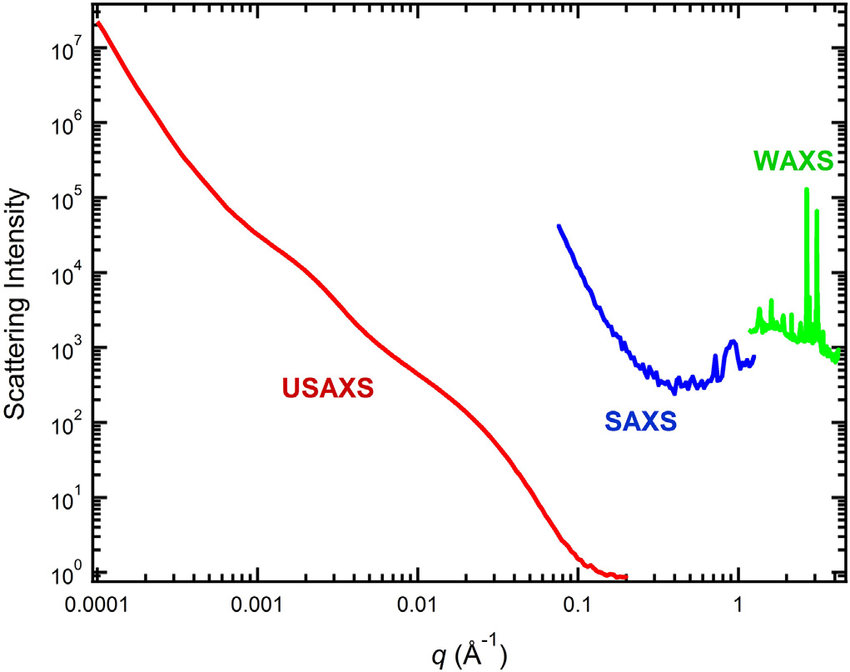 10⁷
10⁶
10⁵
10⁴
10³
10²
10¹
10⁰
Scattering Intensity
WAXS
USAXS
SAXS
0.0001
0.001
0.01
0.1
1
q (Å⁻¹)